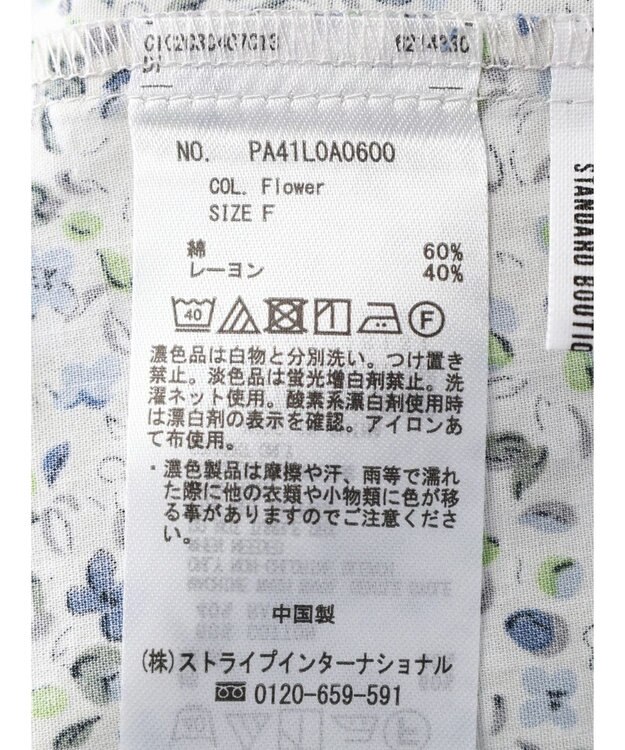 NO. PA41L0A0600
COL. Flower
SIZE F
綿 60%
レーヨン 40%
40
F
濃色品は白物と分別洗い。つけ置き
禁止。淡色品は蛍光増白剤禁止。洗
濯ネット使用。酸素系漂白剤使用時
は漂白剤の表示を確認。アイロンあ
て布使用。
・濃色製品は摩擦や汗、雨等で濡れ
た際に他の衣類や小物類に色が移
る事がありますのでご注意くださ
い。
中国製
(株)ストライプインターナショナル
0120-659-591
STANDARD BOUTIQ